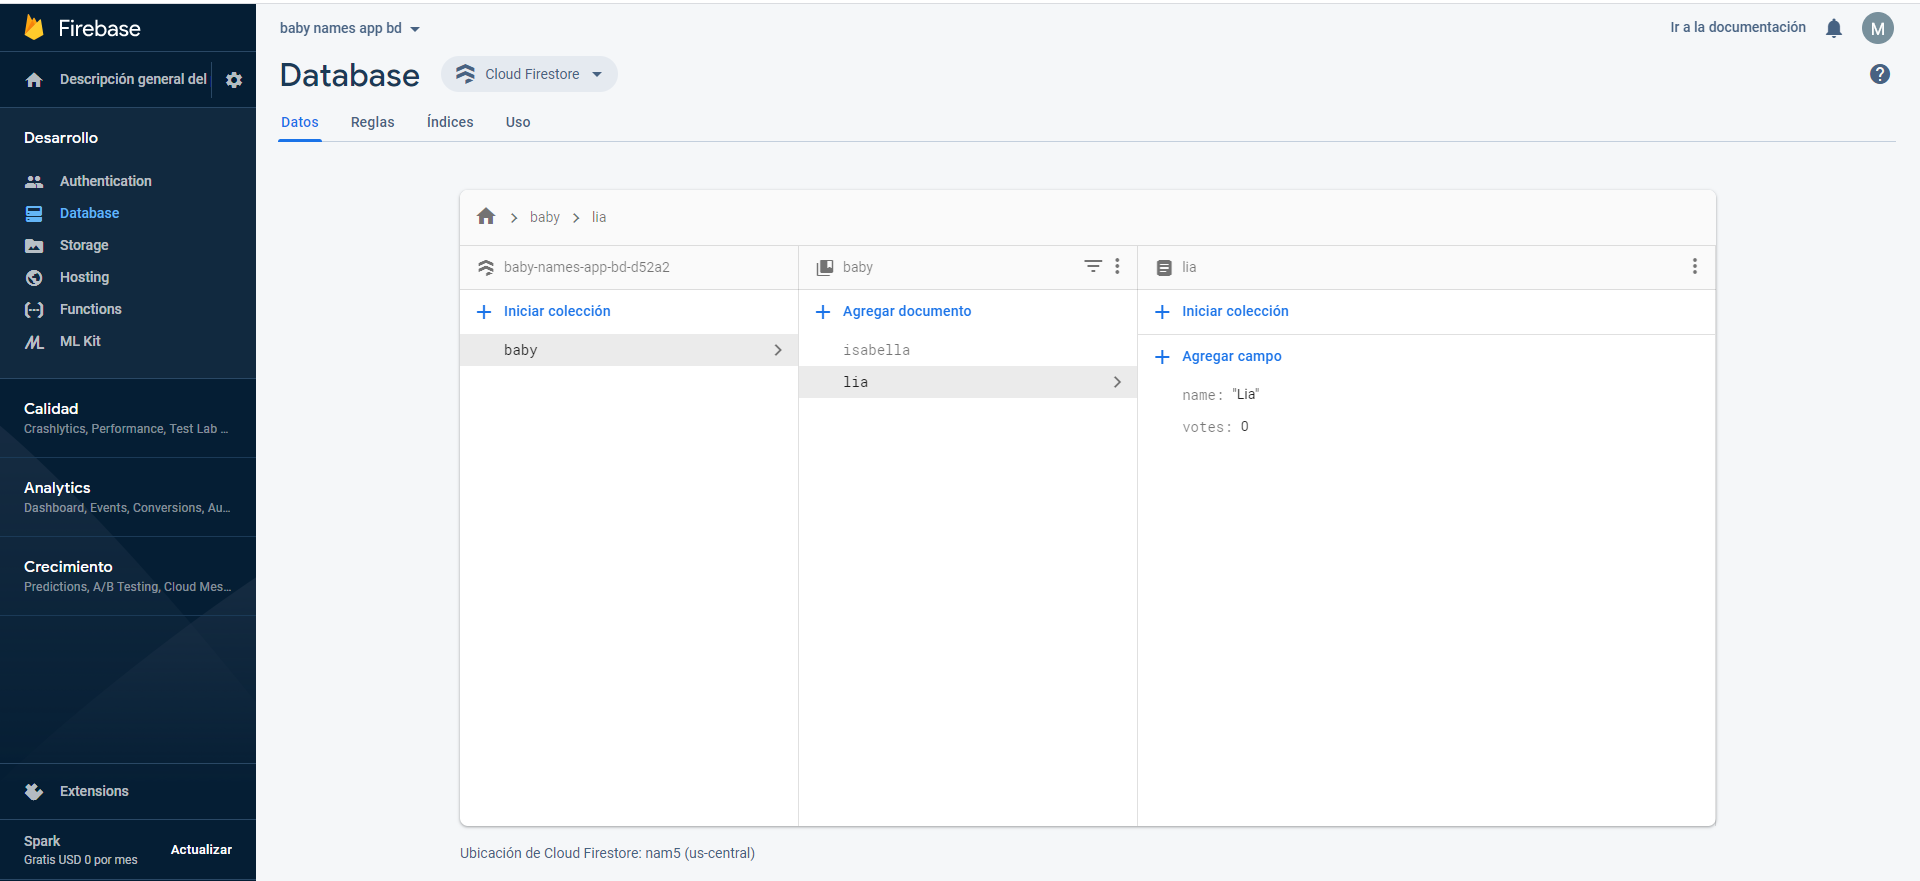 Firebase
Descripción general del
Desarrollo
Authentication
Database
Storage
Hosting
Functions
ML Kit
Calidad
Crashlytics, Performance, Test Lab ...
Analytics
Dashboard, Events, Conversions, Au...
Crecimiento
Predictions, A/B Testing, Cloud Mes...
Extensions
Spark
Gratis USD 0 por mes
Actualizar
baby names app bd
Ir a la documentación
M
Database
Cloud Firestore
?
Datos Reglas Índices Uso
baby > lia
baby-names-app-bd-d52a2
Iniciar colección
baby
baby
Agregar documento
isabella
lia
lia
Iniciar colección
Agregar campo
name: "Lia"
votes: 0
Ubicación de Cloud Firestore: nam5 (us-central)